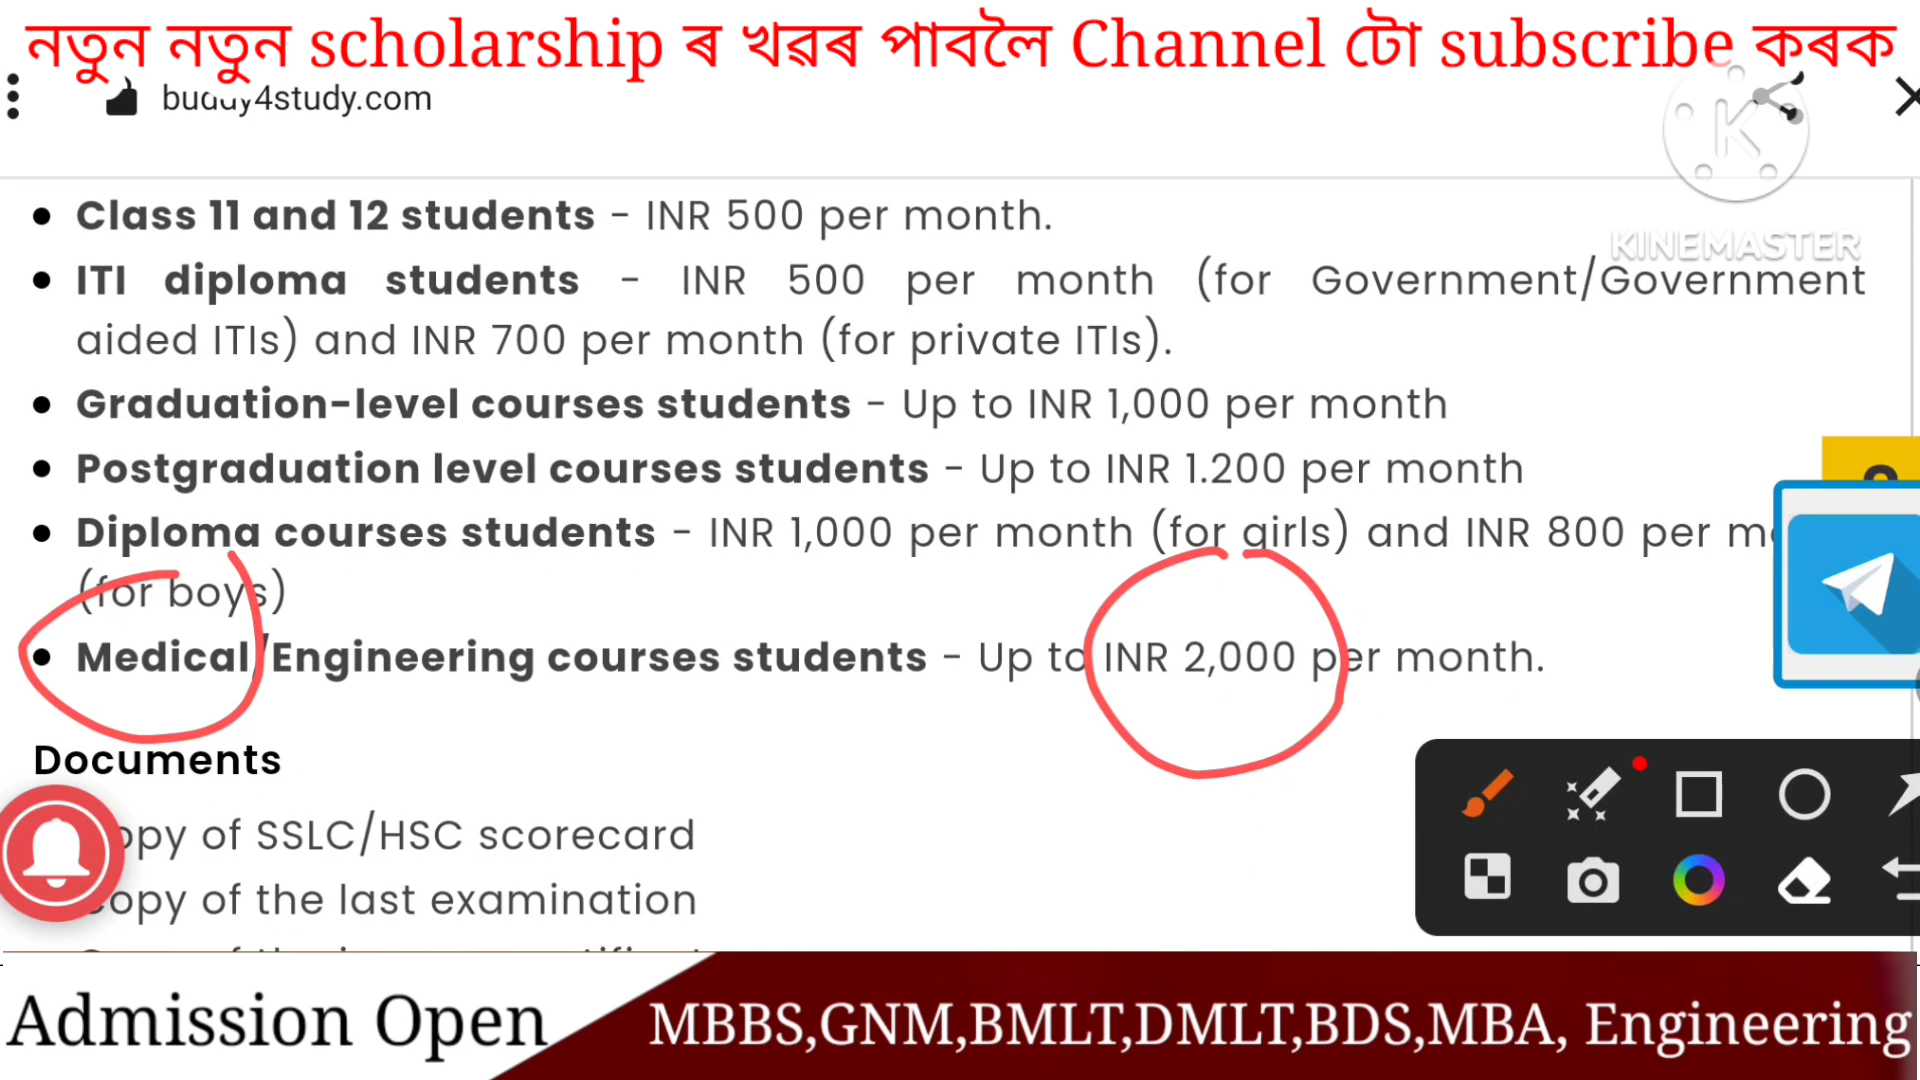 নতুন নতুন scholarship ৰ খৱৰ পাবলৈ Channel টো subscribe কৰক
buddy4study.com
KINEMASTER
• Class 11 and 12 students - INR 500 per month.
• ITI diploma students - INR 500 per month (for Government/Government
aided ITIs) and INR 700 per month (for private ITIs).
• Graduation-level courses students - Up to INR 1,000 per month
• Postgraduation level courses students - Up to INR 1.200 per month
• Diploma courses students - INR 1,000 per month (for girls) and INR 800 per
(for boys)
• Medical/Engineering courses students - Up to INR 2,000 per month.
Documents
opy of SSLC/HSC scorecard
opy of the last examination
Admission Open
MBBS,GNM,BMLT,DMLT,BDS,MBA, Engineering